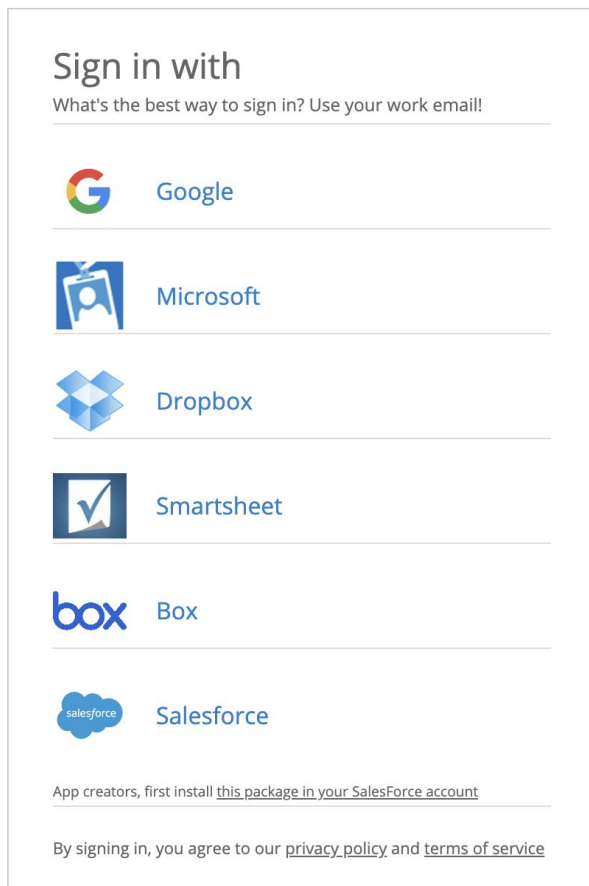 Sign in with
What's the best way to sign in? Use your work email!
Google
Microsoft
Dropbox
Smartsheet
box Box
salesforce Salesforce
App creators, first install this package in your SalesForce account
By signing in, you agree to our privacy policy and terms of service